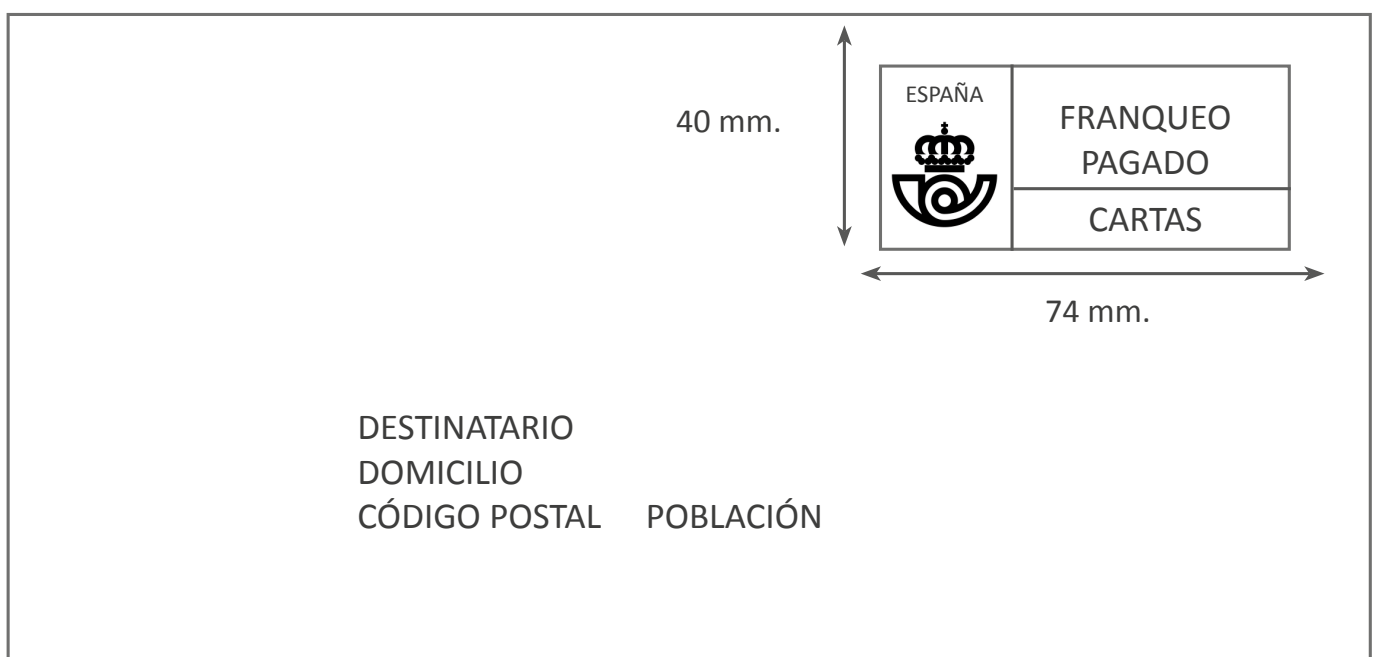 40 mm.
ESPAÑA
FRANQUEO
PAGADO
CARTAS
74 mm.
DESTINATARIO
DOMICILIO
CÓDIGO POSTAL POBLACIÓN